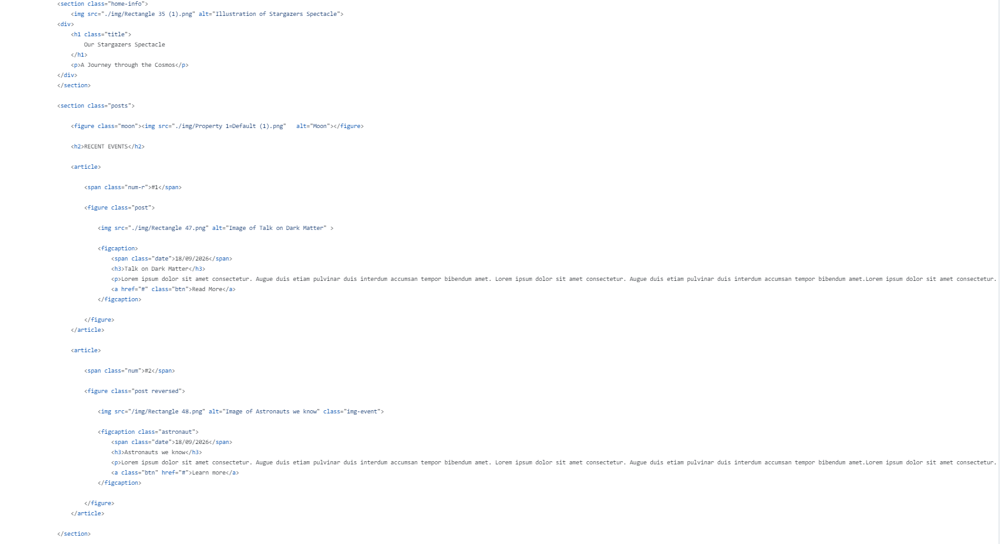 <section class="home-info">
<img src="./img/Rectangle 35 (1).png" alt="Illustration of Stargazers Spectacle">
<div>
<h1 class="title">
Our Stargazers Spectacle
</h1>
<p>A Journey through the Cosmos</p>
</div>
</section>
<section class="posts">
<figure class="moon"><img src="./img/Property 1=Default (1).png"   alt="Moon"></figure>
<h2>RECENT EVENTS</h2>
<article>
<span class="num-r">#1</span>
<figure class="post">
<img src="./img/Rectangle 47.png" alt="Image of Talk on Dark Matter" >
<figcaption>
<span class="date">18/09/2026</span>
<h3>Talk on Dark Matter</h3>
<p>Lorem ipsum dolor sit amet consectetur. Augue duis etiam pulvinar duis interdum accumsan tempor bibendum amet. Lorem ipsum dolor sit amet consectetur. Augue duis etiam pulvinar duis interdum accumsan tempor bibendum amet.Lorem ipsum dolor sit amet consectetur.
<a href="#" class="btn">Read More</a>
</figcaption>
</figure>
</article>
<article>
<span class="num">#2</span>
<figure class="post reversed">
<img src="/img/Rectangle 48.png" alt="Image of Astronauts we know" class="img-event">
<figcaption class="astronaut">
<span class="date">18/09/2026</span>
<h3>Astronauts we know</h3>
<p>Lorem ipsum dolor sit amet consectetur. Augue duis etiam pulvinar duis interdum accumsan tempor bibendum amet. Lorem ipsum dolor sit amet consectetur. Augue duis etiam pulvinar duis interdum accumsan tempor bibendum amet.Lorem ipsum dolor sit amet consectetur.
<a class="btn" href="#">Learn more</a>
</figcaption>
</figure>
</article>
</section>